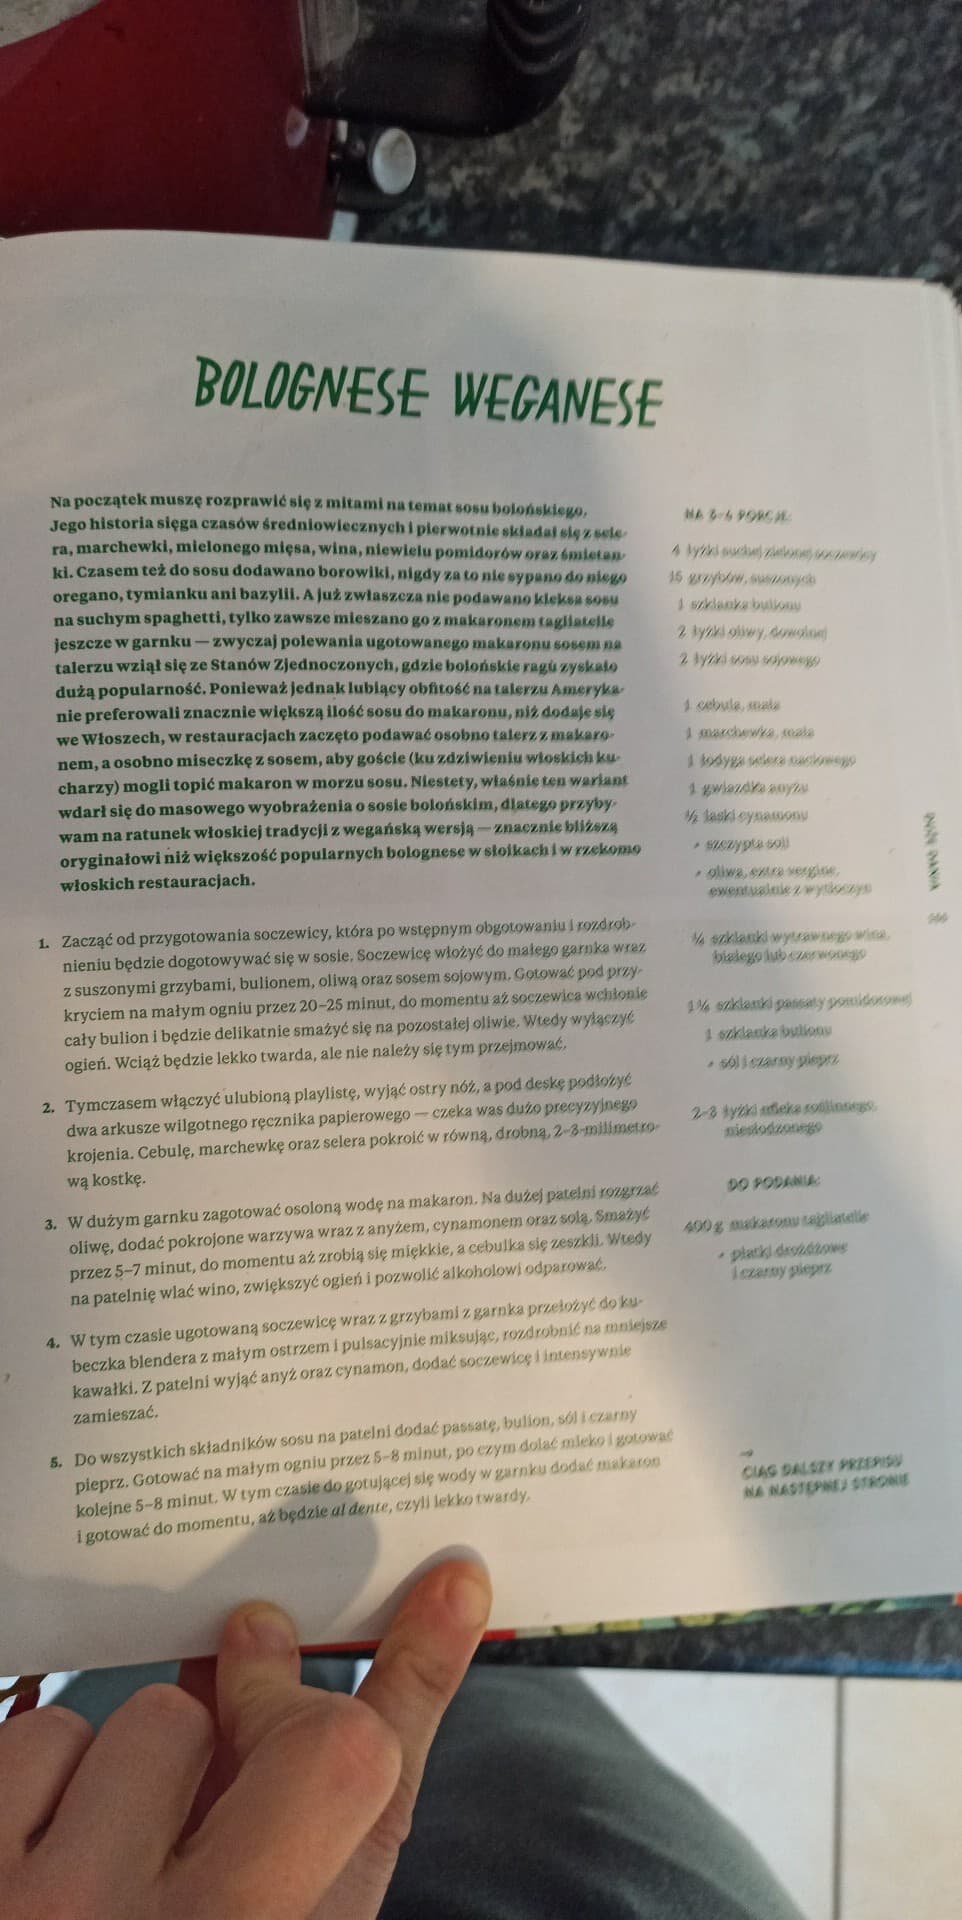 BOLOGNESE WEGANESE
Na początek muszę rozprawić się z mitami na temat sosu bolońskiego.
Jego historia sięga czasów średniowiecznych i pierwotnie składał się z sele-
ra, marchewki, mielonego mięsa, wina, niewielu pomidorów oraz śmietan-
ki. Czasem też do sosu dodawano borowiki, nigdy za to nie sypano do niego
oregano, tymianku ani bazylii. A już zwłaszcza nie podawano kleksa sosu
na suchym spaghetti, tylko zawsze mieszano go z makaronem tagliatelle
jeszcze w garnku — zwyczaj polewania ugotowanego makaronu sosem na
talerzu wziął się ze Stanów Zjednoczonych, gdzie bolońskie ragù zyskało
dużą popularność. Ponieważ jednak lubiący obfitość na talerzu Ameryka-
nie preferowali znacznie większą ilość sosu do makaronu, niż dodaje się
we Włoszech, w restauracjach zaczęto podawać osobno talerz z makaro-
nem, a osobno miseczkę z sosem, aby goście (ku zdziwieniu włoskich ku-
charzy) mogli topić makaron w morzu sosu. Niestety, właśnie ten wariant
wdarł się do masowego wyobrażenia o sosie bolońskim, dlatego przyby-
wam na ratunek włoskiej tradycji z wegańską wersją — znacznie bliższą
oryginałowi niż większość popularnych bolognese w słoikach i w rzekomo
włoskich restauracjach.
1. Zacząć od przygotowania soczewicy, która po wstępnym obgotowaniu i rozdrob-
nieniu będzie dogotowywać się w sosie. Soczewicę włożyć do małego garnka wraz
z suszonymi grzybami, bulionem, oliwą oraz sosem sojowym. Gotować pod przy-
kryciem na małym ogniu przez 20–25 minut, do momentu aż soczewica wchłonie
cały bulion i będzie delikatnie smażyć się na pozostałej oliwie. Wtedy wyłączyć
ogień. Wciąż będzie lekko twarda, ale nie należy się tym przejmować.
2. Tymczasem włączyć ulubioną playlistę, wyjąć ostry nóż, a pod deskę podłożyć
dwa arkusze wilgotnego ręcznika papierowego — czeka was dużo precyzyjnego
krojenia. Cebulę, marchewkę oraz selera pokroić w równą, drobną, 2–3-milimetro-
wą kostkę.
3. W dużym garnku zagotować osoloną wodę na makaron. Na dużej patelni rozgrzać
oliwę, dodać pokrojone warzywa wraz z anyżem, cynamonem oraz solą. Smażyć
przez 5–7 minut, do momentu aż zrobią się miękkie, a cebulka się zeszkli. Wtedy
na patelnię wlać wino, zwiększyć ogień i pozwolić alkoholowi odparować.
4. W tym czasie ugotowaną soczewicę wraz z grzybami z garnka przełożyć do ku-
beczka blendera z małym ostrzem i pulsacyjnie miksując, rozdrobnić na mniejsze
kawałki. Z patelni wyjąć anyż oraz cynamon, dodać soczewicę i intensywnie
zamieszać.
5. Do wszystkich składników sosu na patelni dodać passatę, bulion, sól i czarny
pieprz. Gotować na małym ogniu przez 5–8 minut, po czym dolać mleko i gotować
kolejne 5–8 minut. W tym czasie do gotującej się wody w garnku dodać makaron
i gotować do momentu, aż będzie al dente, czyli lekko twardy.
PORCJE:
4 łyżki suchej zielonej soczewicy
15 grzybów, suszonych
1 szklanka bulionu
2 łyżki oliwy, dowolnej
2 łyżki sosu sojowego
1 cebula, mała
1 marchewka, mała
1 łodyga selera naciowego
1 gwiazdka anyżu
½ laski cynamonu
• szczypta soli
• oliwa, extra vergine,
ewentualnie z wytłoczyn
szklanki wytrawnego wina,
białego lub czerwonego
szklanki passaty pomidorowej
1 szklanka bulionu
• sól i czarny pieprz
2–3 łyżki mleka roślinnego,
niesłodzonego
DO PODANIA:
400 g makaronu tagliatelle
• płatki drożdżowe
i czarny pieprz
CIĄG DALSZY PRZEPISU
NA NASTĘPNEJ STRONIE
DANIA